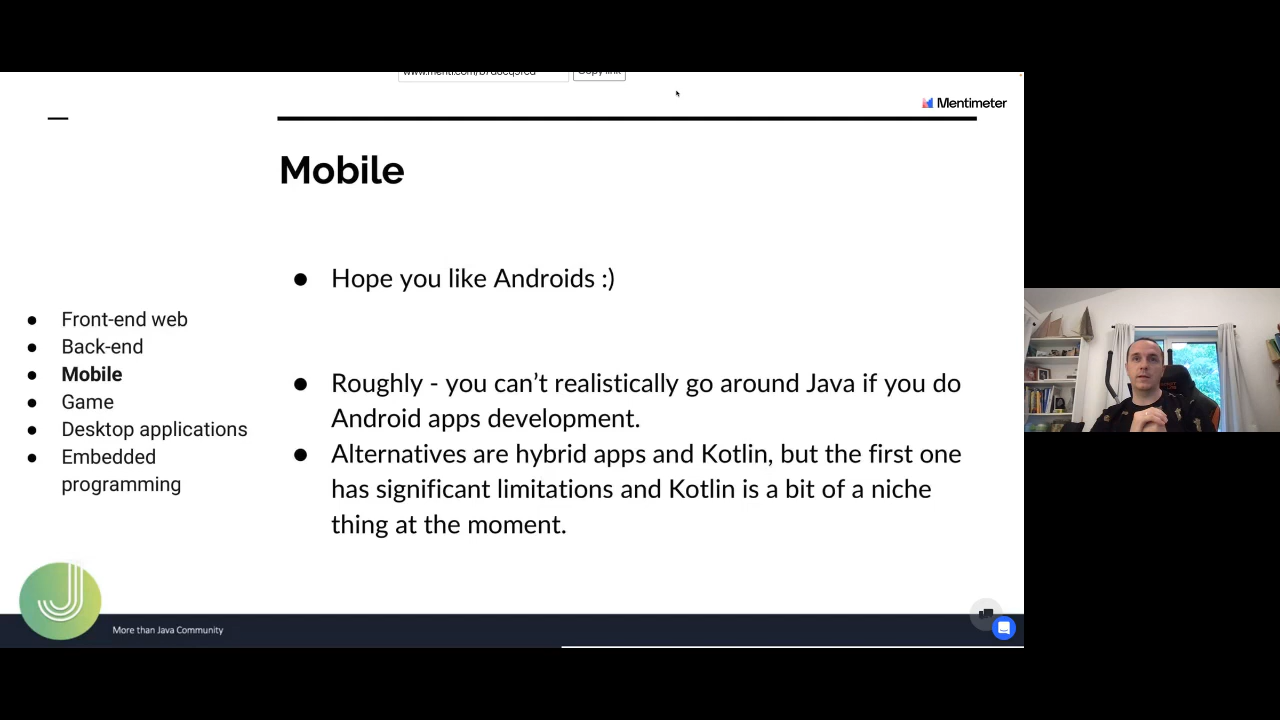 Mentimeter
Mobile
Hope you like Androids :)
Roughly - you can’t realistically go around Java if you do
Android apps development.
Alternatives are hybrid apps and Kotlin, but the first one
has significant limitations and Kotlin is a bit of a niche
thing at the moment.
Front-end web
Back-end
Mobile
Game
Desktop applications
Embedded
programming
More than Java Community